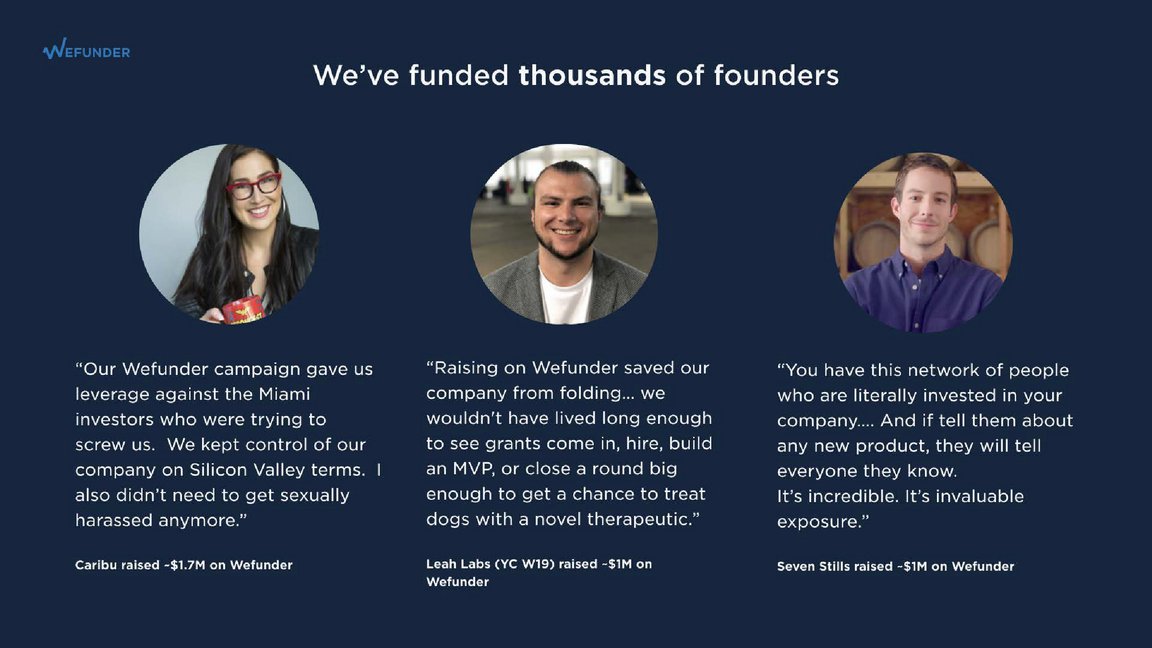 WEFUNDER
We’ve funded thousands of founders
“Our Wefunder campaign gave us
leverage against the Miami
investors who were trying to
screw us.  We kept control of our
company on Silicon Valley terms.  I
also didn’t need to get sexually
harassed anymore.”
Caribu raised ~$1.7M on Wefunder
“Raising on Wefunder saved our
company from folding... we
wouldn't have lived long enough
to see grants come in, hire, build
an MVP, or close a round big
enough to get a chance to treat
dogs with a novel therapeutic.”
Leah Labs (YC W19) raised ~$1M on
Wefunder
“You have this network of people
who are literally invested in your
company.... And if tell them about
any new product, they will tell
everyone they know.
It’s incredible. It’s invaluable
exposure.”
Seven Stills raised ~$1M on Wefunder